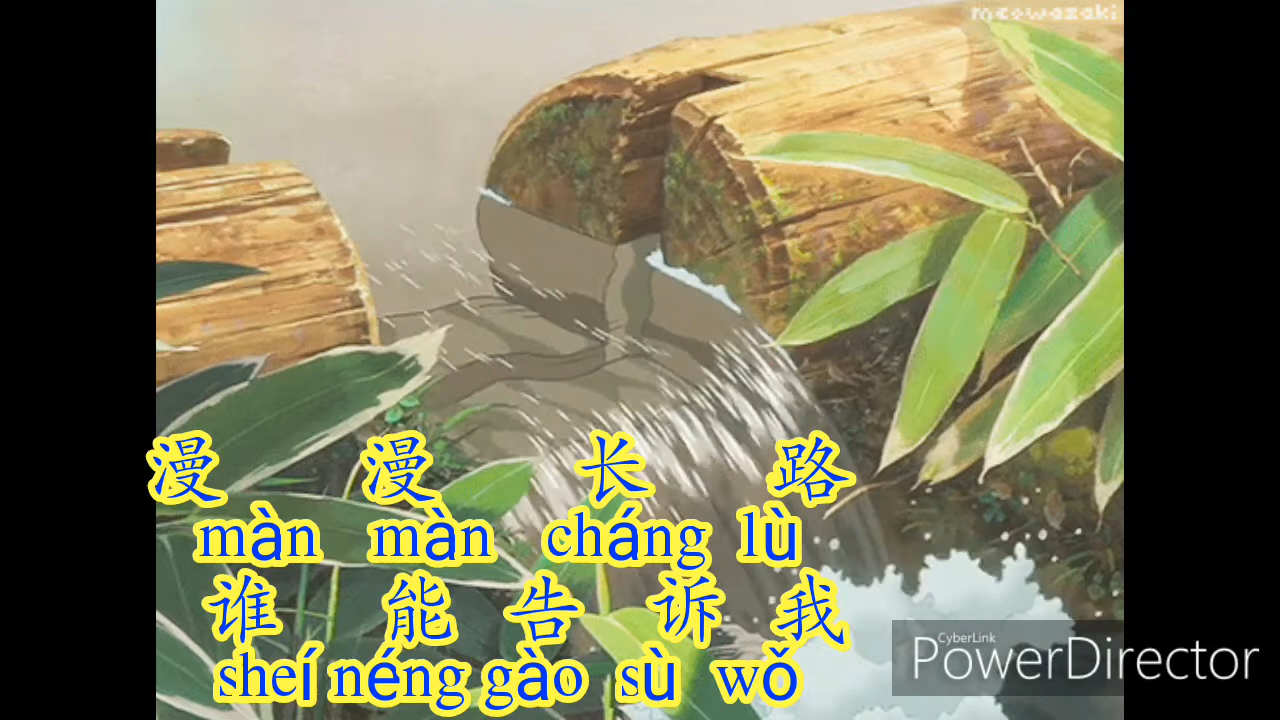 meowazaki
漫 漫 长 路
màn màn cháng lù
谁 能 告 诉 我
sheí néng gào sù wǒ
CyberLink
PowerDirector